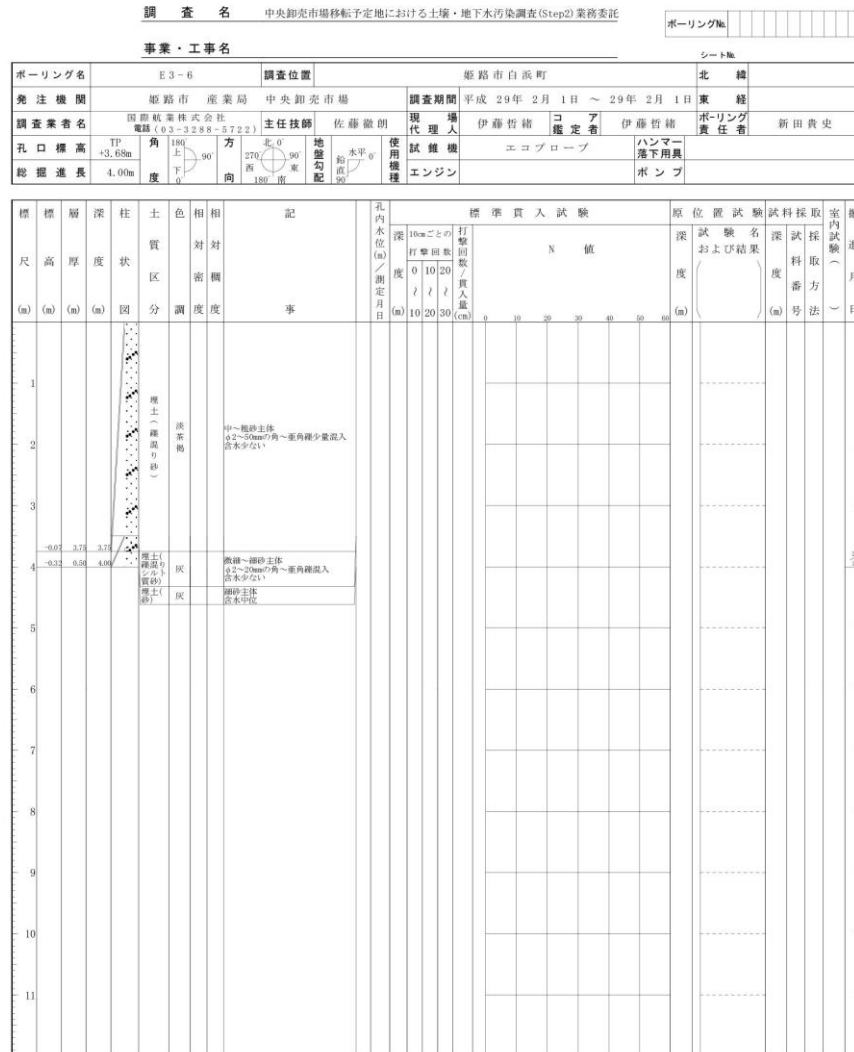 調 査 名 中央卸売市場移転予定地における土壌・地下水汚染調査(Step2)業務委託
ボーリング№
事業・工事名
シート№
ボーリング名 E3-6 調査位置 姫路市白浜町 北緯
発注機関 姫路市 産業局 中央卸売市場 調査期間 平成 29年 2月 1日 ～ 29年 2月 1日 東経
調査業者名 国際航業株式会社 電話(03-3288-5722) 主任技師 佐藤徹朗 現場代理人 伊藤哲緒 コア鑑定者 伊藤哲緒 ボーリング責任者 新田貴史
孔口標高 TP +3.68m 角度 180° 上 下 0° 90° 方向 北 0° 270° 90° 西 東 180° 南 地盤勾配 水平 0° 鉛直 90° 使用機種 試錐機 エコプローブ ハンマー落下用具
総掘進長 4.00m エンジン ポンプ
標尺(m) 標高(m) 層厚(m) 深度(m) 柱状図 土質区分 色調 相対密度 相対稠度 記事 孔内水位(m)/測定月日 標準貫入試験 原位置試験 試料採取 室内試験( )
深度(m) 10cmごとの打撃回数 打撃回数/貫入量(cm) N 値 深度(m) 試験名および結果 深度(m) 試料番号 採取方法
0 10 20
~ ~ ~
10 20 30
0 10 20 30 40 50 60
1
埋土(礫混り砂) 淡茶褐 中～粗砂主体
φ2～50mmの角～亜角礫少量混入
含水少ない
2
3
-0.07 3.75 3.75
埋土(礫混りシルト質砂) 灰 微細～細砂主体
φ2～20mmの角～亜角礫混入
含水少ない
4 -0.32 0.50 4.00
埋土(砂) 灰 細砂主体
含水中位
5
6
7
8
9
10
11